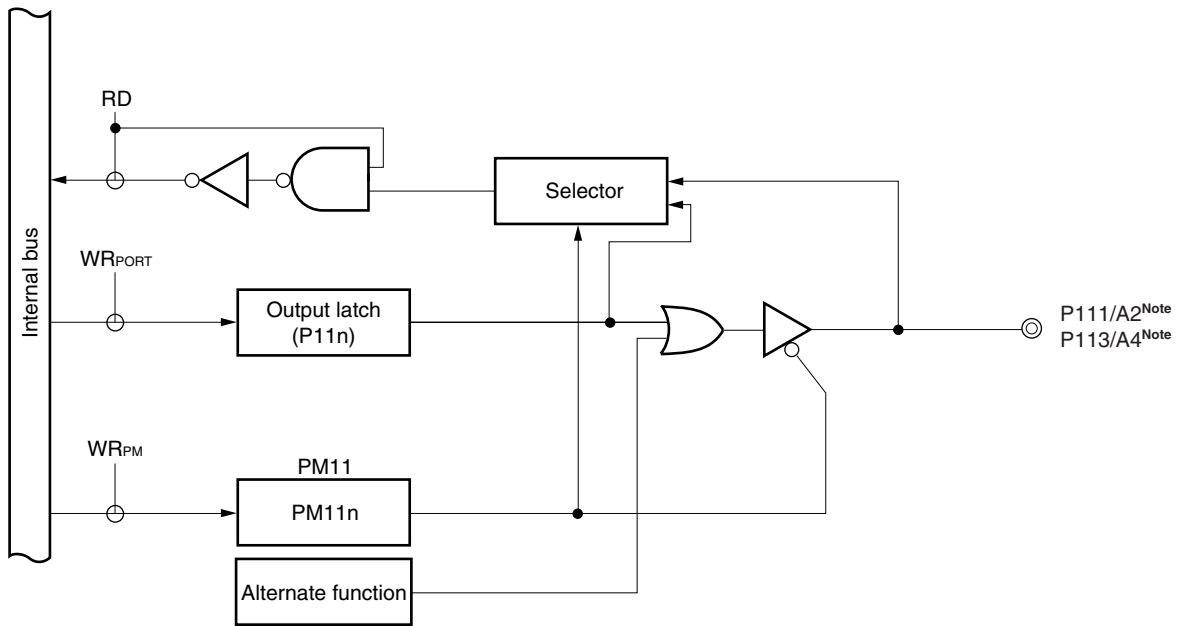 RD
Selector
Internal bus
WRPORT
Output latch
(P11n)
P111/A2Note
P113/A4Note
WRPM
PM11
PM11n
Alternate function